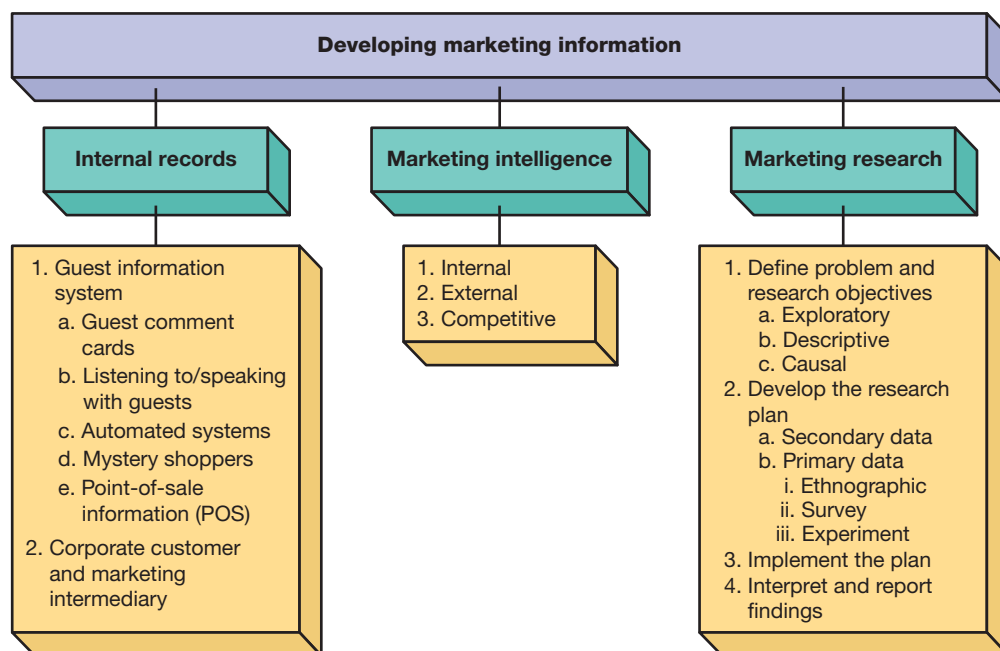 Developing marketing information
Internal records
1. Guest information
system
a. Guest comment
cards
b. Listening to/speaking
with guests
c. Automated systems
d. Mystery shoppers
e. Point-of-sale
information (POS)
2. Corporate customer
and marketing
intermediary
Marketing intelligence
1. Internal
2. External
3. Competitive
Marketing research
1. Define problem and
research objectives
a. Exploratory
b. Descriptive
c. Causal
2. Develop the research
plan
a. Secondary data
b. Primary data
i. Ethnographic
ii. Survey
iii. Experiment
3. Implement the plan
4. Interpret and report
findings